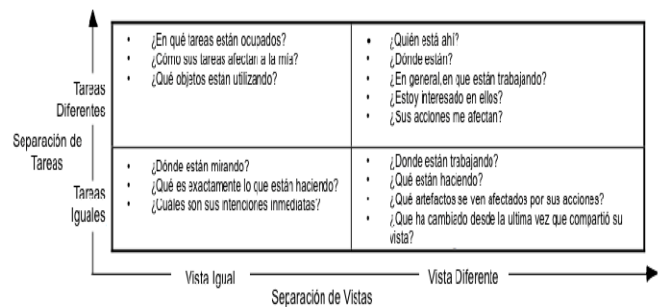 ¿En qué tareas están ocupados?
¿Cómo sus tareas afectan a la mía?
¿Qué objetos estan utilizando?
¿Quién está ahí?
¿Dónde están?
¿En general,en que están trabajando?
¿Estoy interesado en ellos?
¿Sus acciones me afectan?
Tareas
Diferentes
Separación de
Tareas
Tareas
Iguales
¿Dónde están mirando?
¿Qué es exactamente lo que están haciendo?
¿Cuales son sus intenciones inmediatas?
¿Donde están trabajando?
¿Qué están haciendo?
¿Qué artefactos se ven afectados por sus acciones?
¿Que ha cambiedo desde la ultima vez que compartió su
vista?
Vista Igual
Vista Diferente
Separación de Vistas